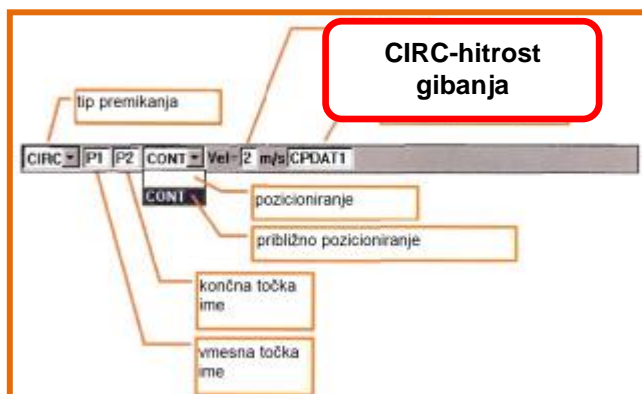 CIRC-hitrost
gibanja
tip premikanja
CIRC P1 P2 CONT Vel= 2 m/s CPDAT1
CONT
pozicioniranje
približno pozicioniranje
končna točka
ime
vmesna točka
ime